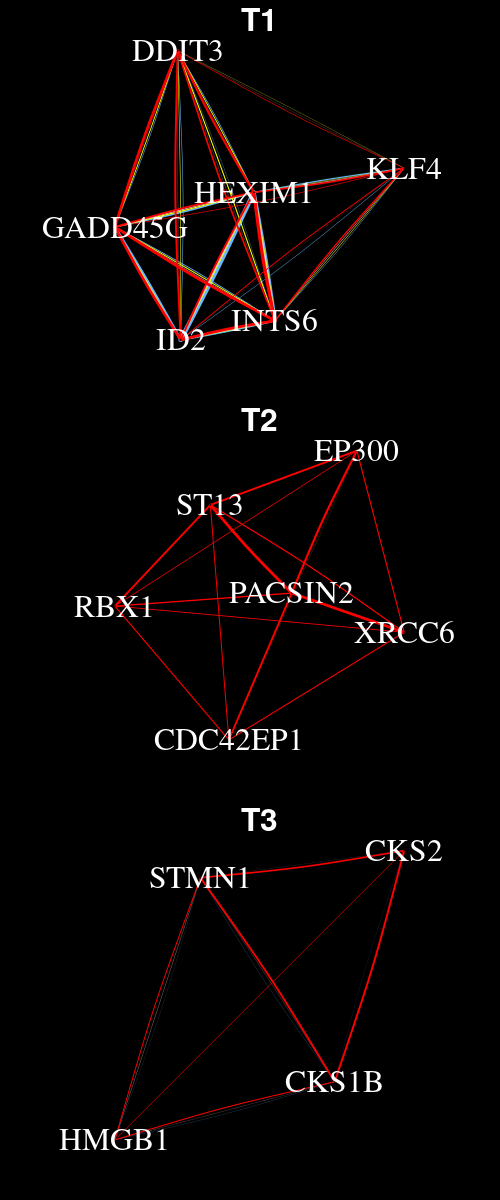 T1
DDIT3
KLF4
HEXIM1
GADD45G
INTS6
ID2
T2
EP300
ST13
PACSIN2
RBX1
XRCC6
CDC42EP1
T3
CKS2
STMN1
CKS1B
HMGB1